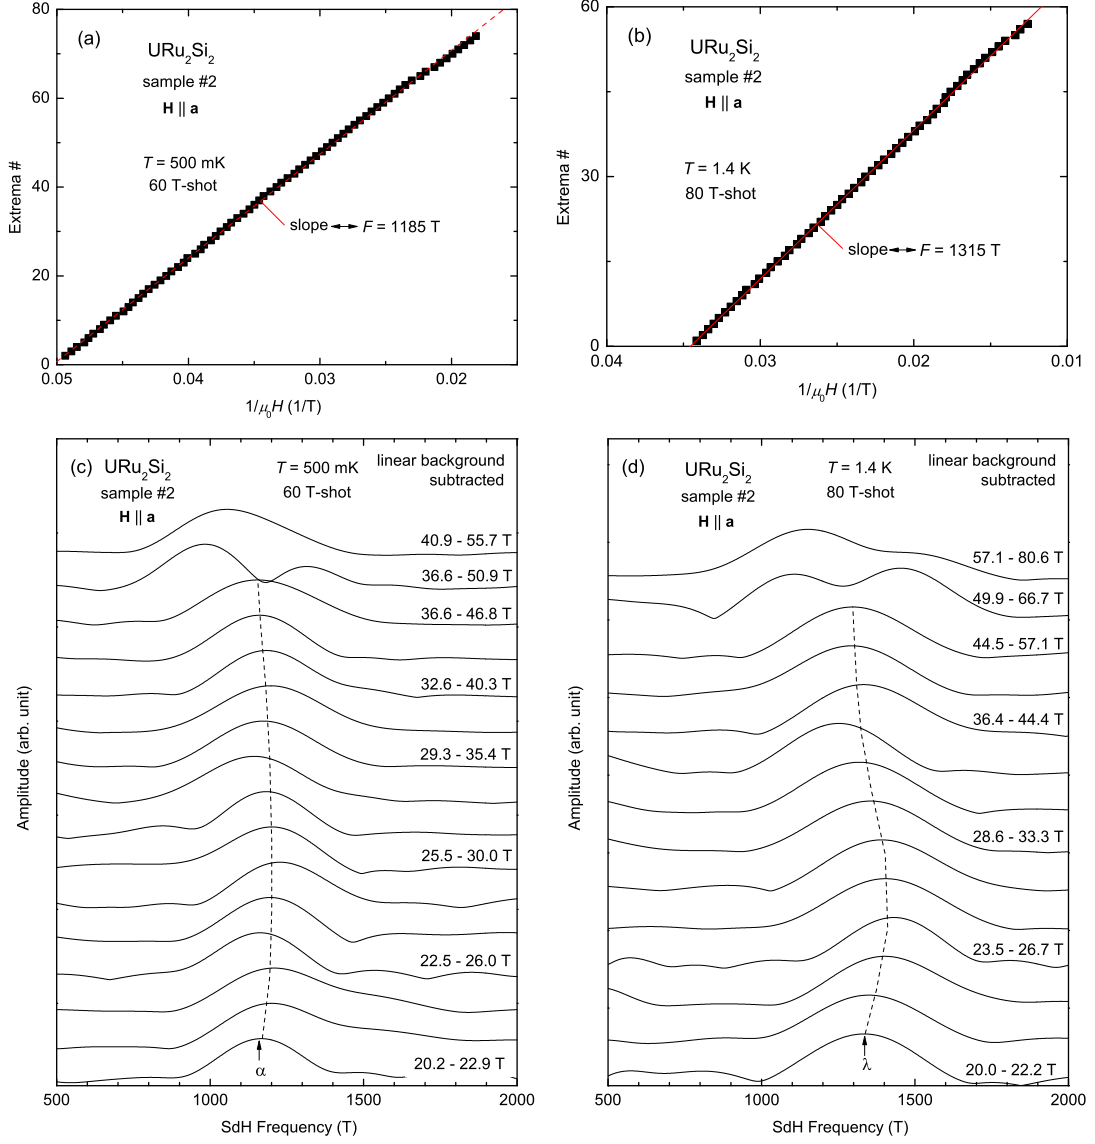 (a)
URu2Si2
sample #2
H || a
T = 500 mK
60 T-shot
slope ↔ F = 1185 T
80
60
40
20
0
Extrema #
0.05 0.04 0.03 0.02
1/μ0H (1/T)
(b)
URu2Si2
sample #2
H || a
T = 1.4 K
80 T-shot
slope ↔ F = 1315 T
60
30
0
Extrema #
0.04 0.03 0.02 0.01
1/μ0H (1/T)
(c)
URu2Si2
sample #2
H || a
T = 500 mK
60 T-shot
linear background
subtracted
40.9 - 55.7 T
36.6 - 50.9 T
36.6 - 46.8 T
32.6 - 40.3 T
29.3 - 35.4 T
25.5 - 30.0 T
22.5 - 26.0 T
20.2 - 22.9 T
α
Amplitude (arb. unit)
500 1000 1500 2000
SdH Frequency (T)
(d)
URu2Si2
sample #2
H || a
T = 1.4 K
80 T-shot
linear background
subtracted
57.1 - 80.6 T
49.9 - 66.7 T
44.5 - 57.1 T
36.4 - 44.4 T
28.6 - 33.3 T
23.5 - 26.7 T
20.0 - 22.2 T
λ
Amplitude (arb. unit)
500 1000 1500 2000
SdH Frequency (T)